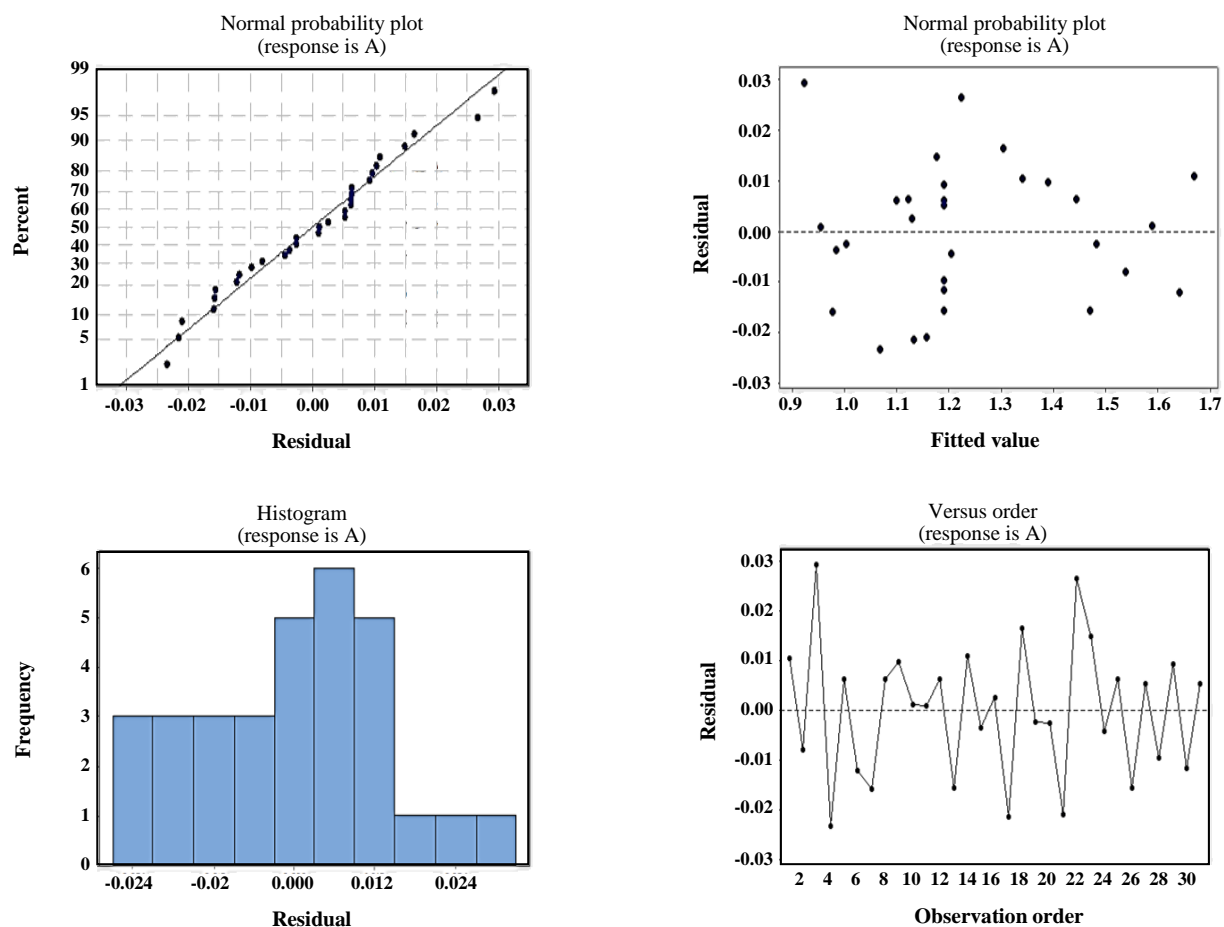 Normal probability plot
(response is A)
99
95
90
80
70
60
50
40
30
20
10
5
1
Percent
-0.03 -0.02 -0.01 0.00 0.01 0.02 0.03
Residual
Normal probability plot
(response is A)
0.03
0.02
0.01
0.00
-0.01
-0.02
-0.03
Residual
0.9 1.0 1.1 1.2 1.3 1.4 1.5 1.6 1.7
Fitted value
Histogram
(response is A)
6
5
4
3
2
1
0
Frequency
-0.024 -0.02 0.000 0.012 0.024
Residual
Versus order
(response is A)
0.03
0.02
0.01
0.00
-0.01
-0.02
-0.03
Residual
2 4 6 8 10 12 14 16 18 20 22 24 26 28 30
Observation order